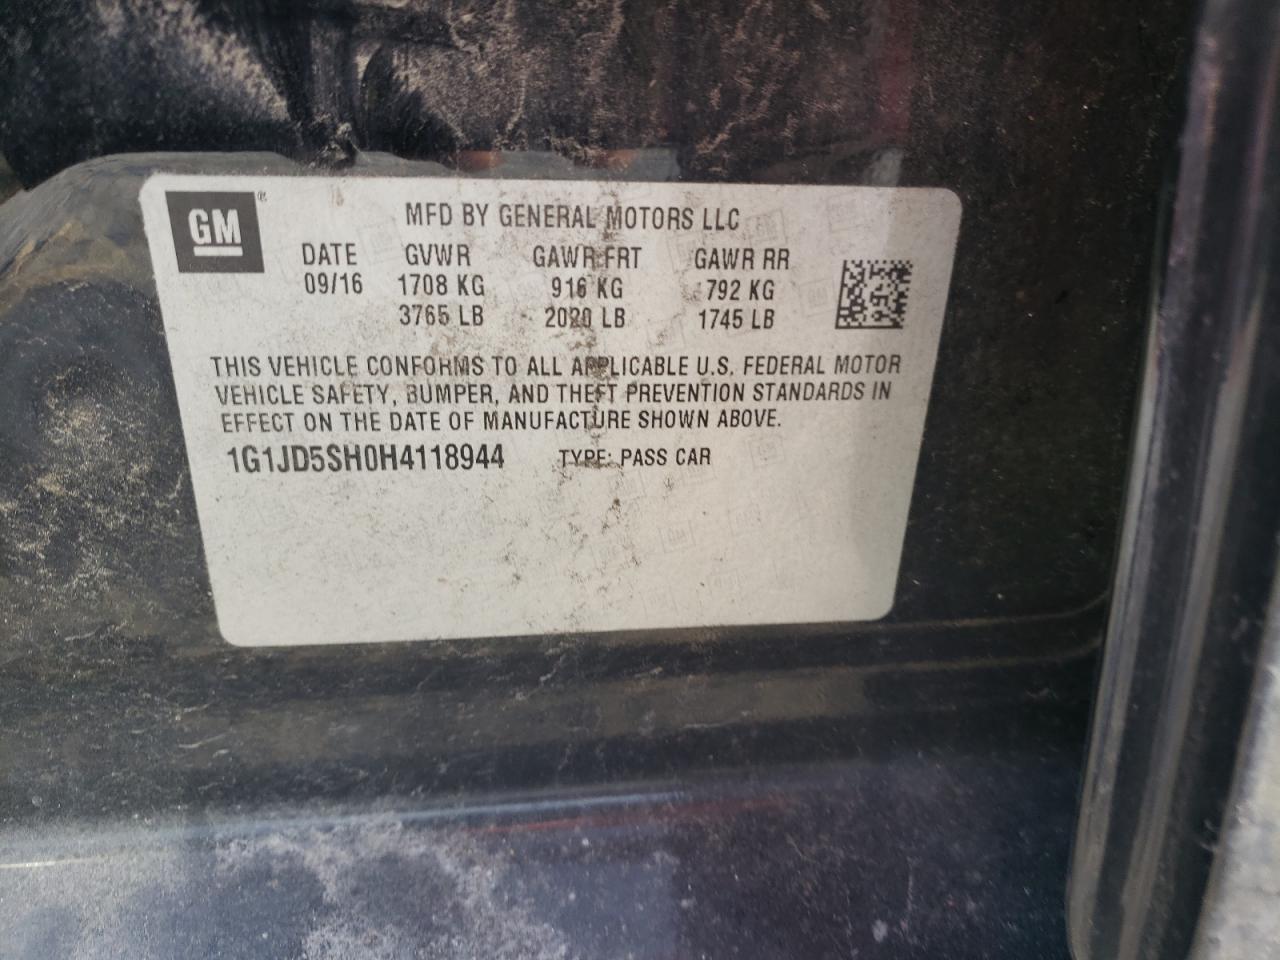 GM ®
MFD BY GENERAL MOTORS LLC
DATE GVWR GAWR FRT GAWR RR
09/16 1708 KG 916 KG 792 KG
3765 LB 2020 LB 1745 LB
THIS VEHICLE CONFORMS TO ALL APPLICABLE U.S. FEDERAL MOTOR
VEHICLE SAFETY, BUMPER, AND THEFT PREVENTION STANDARDS IN
EFFECT ON THE DATE OF MANUFACTURE SHOWN ABOVE.
1G1JD5SH0H4118944 TYPE: PASS CAR